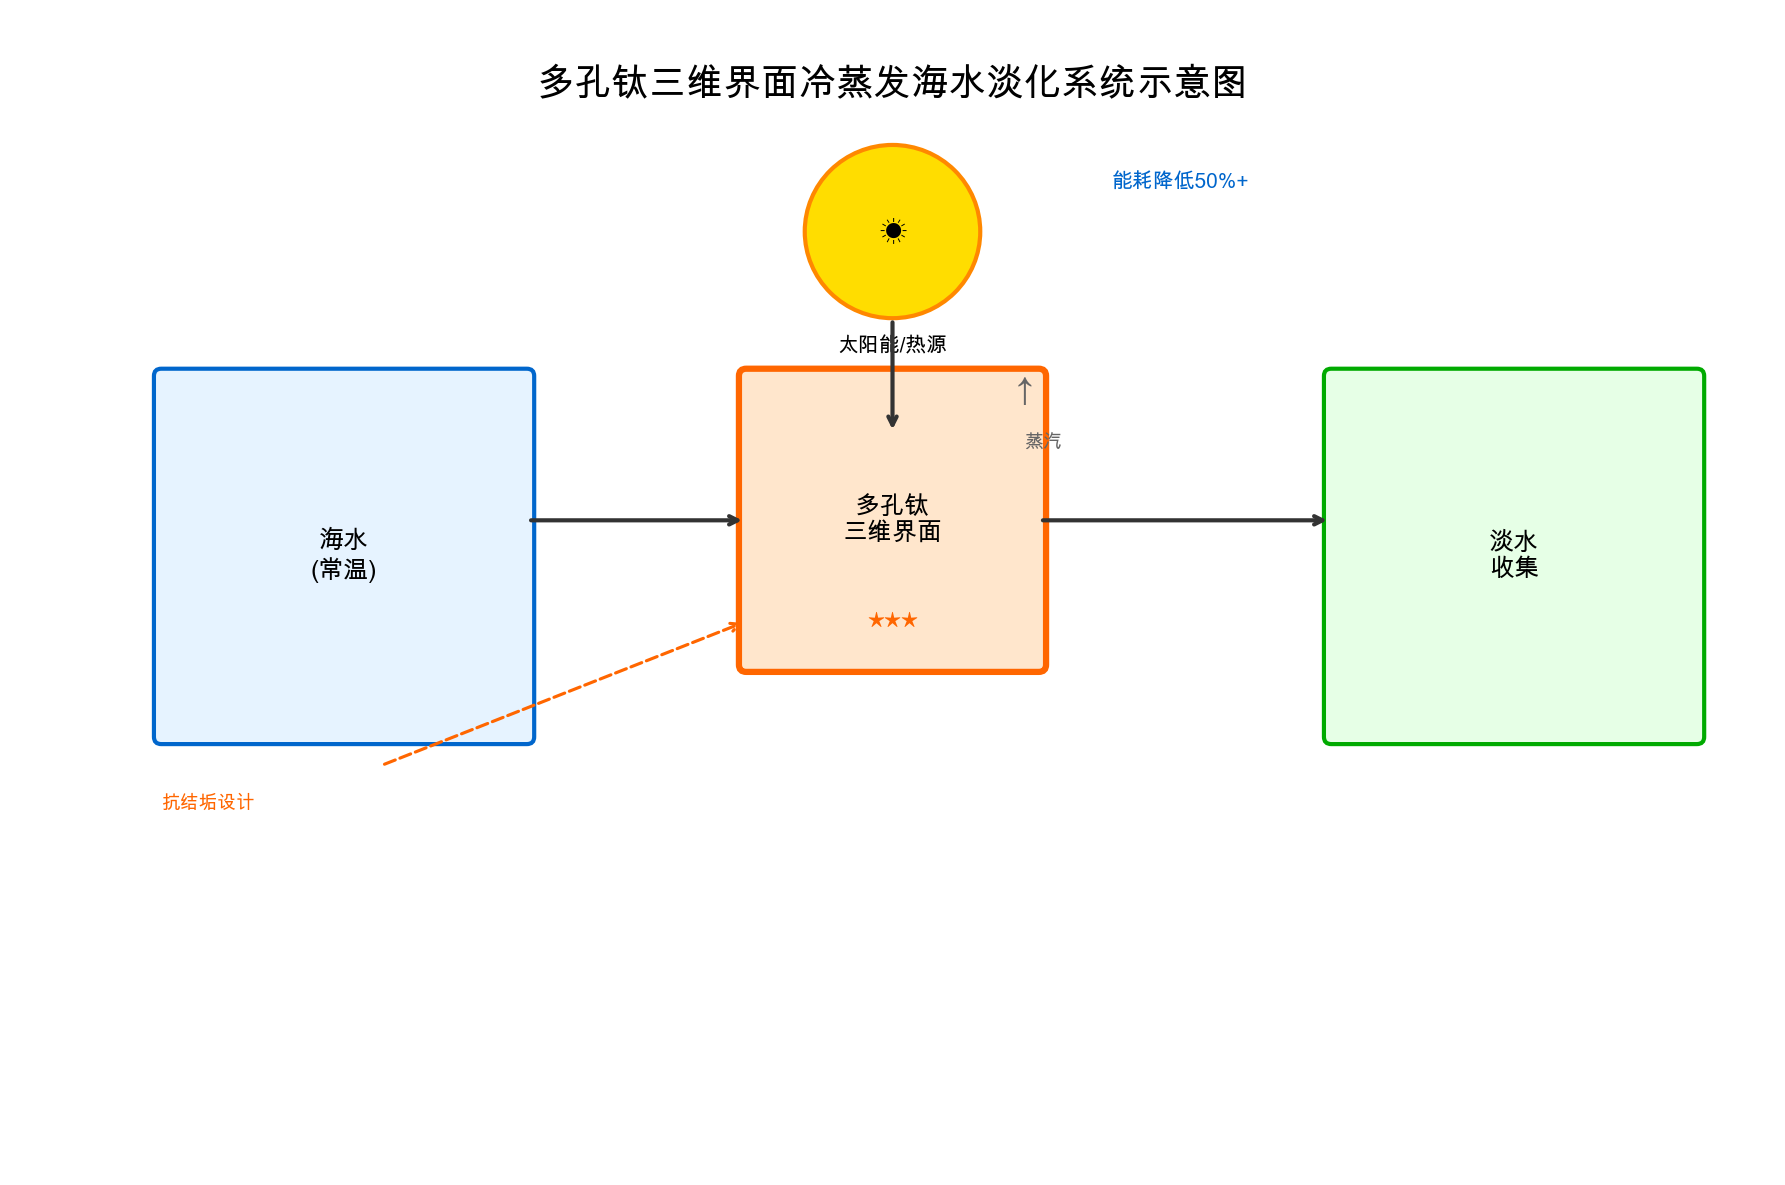 多孔钛三维界面冷蒸发海水淡化系统示意图
能耗降低50%+
☀
太阳能/热源
↑
蒸汽
海水
(常温)
多孔钛
三维界面
★★★
淡水
收集
抗结垢设计